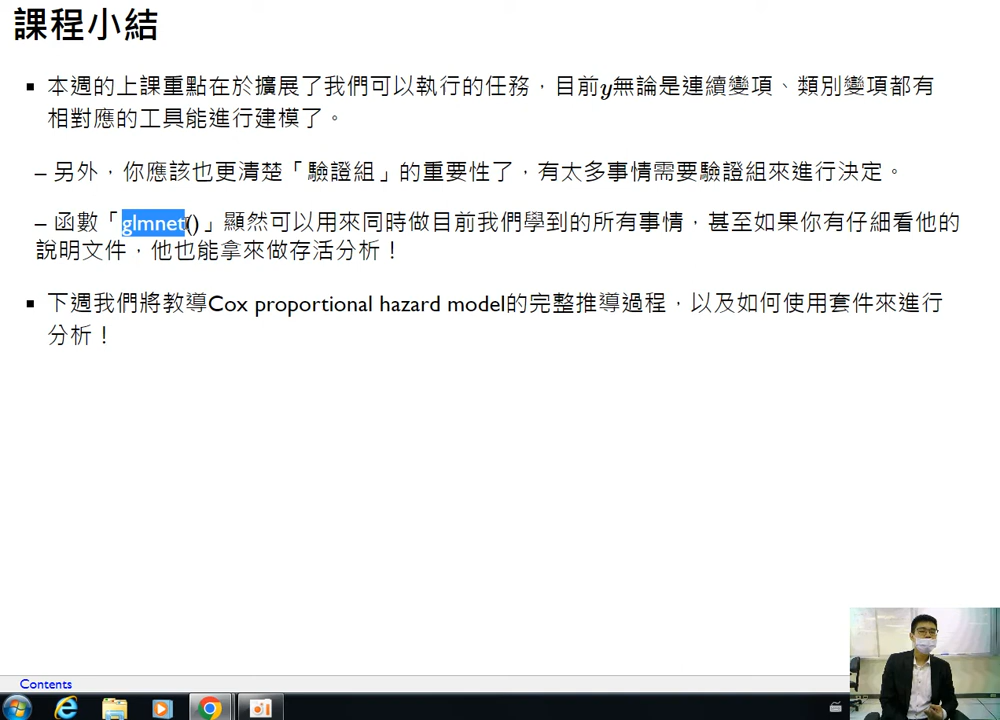 課程小結
▪ 本週的上課重點在於擴展了我們可以執行的任務，目前y無論是連續變項、類別變項都有
相對應的工具能進行建模了。
– 另外，你應該也更清楚「驗證組」的重要性了，有太多事情需要驗證組來進行決定。
– 函數「glmnet()」顯然可以用來同時做目前我們學到的所有事情，甚至如果你有仔細看他的
說明文件，他也能拿來做存活分析！
▪ 下週我們將教導Cox proportional hazard model的完整推導過程，以及如何使用套件來進行
分析！
Contents